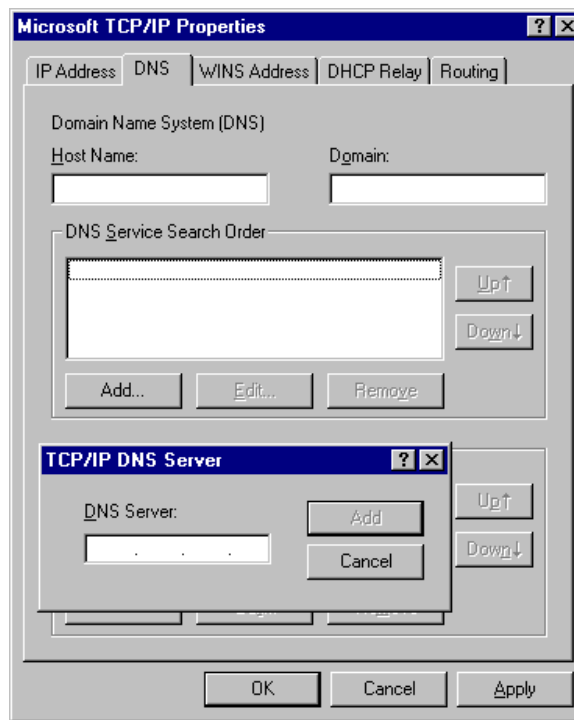 Microsoft TCP/IP Properties
IP Address DNS WINS Address DHCP Relay Routing
Domain Name System (DNS)
Host Name: Domain:
DNS Service Search Order
Up↑
Down↓
Add... Edit... Remove
TCP/IP DNS Server
DNS Server:
. . .
Add
Cancel
Up↑
Down↓
OK Cancel Apply